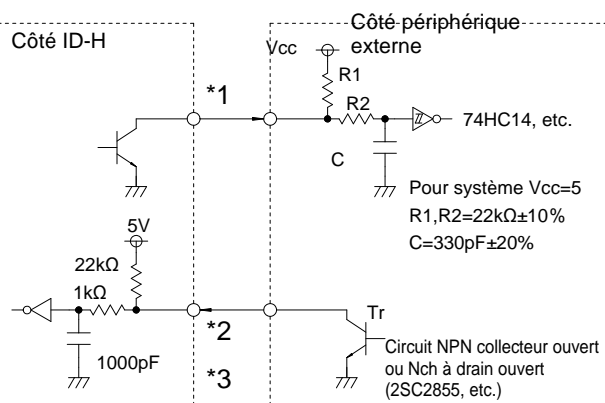 Côté ID-H
Côté périphérique
externe
Vcc
R1
*1
R2
74HC14, etc.
C
Pour système Vcc=5
R1,R2=22kΩ±10%
C=330pF±20%
5V
22kΩ
1kΩ
*2
Tr
1000pF
*3
Circuit NPN collecteur ouvert
ou Nch à drain ouvert
(2SC2855, etc.)